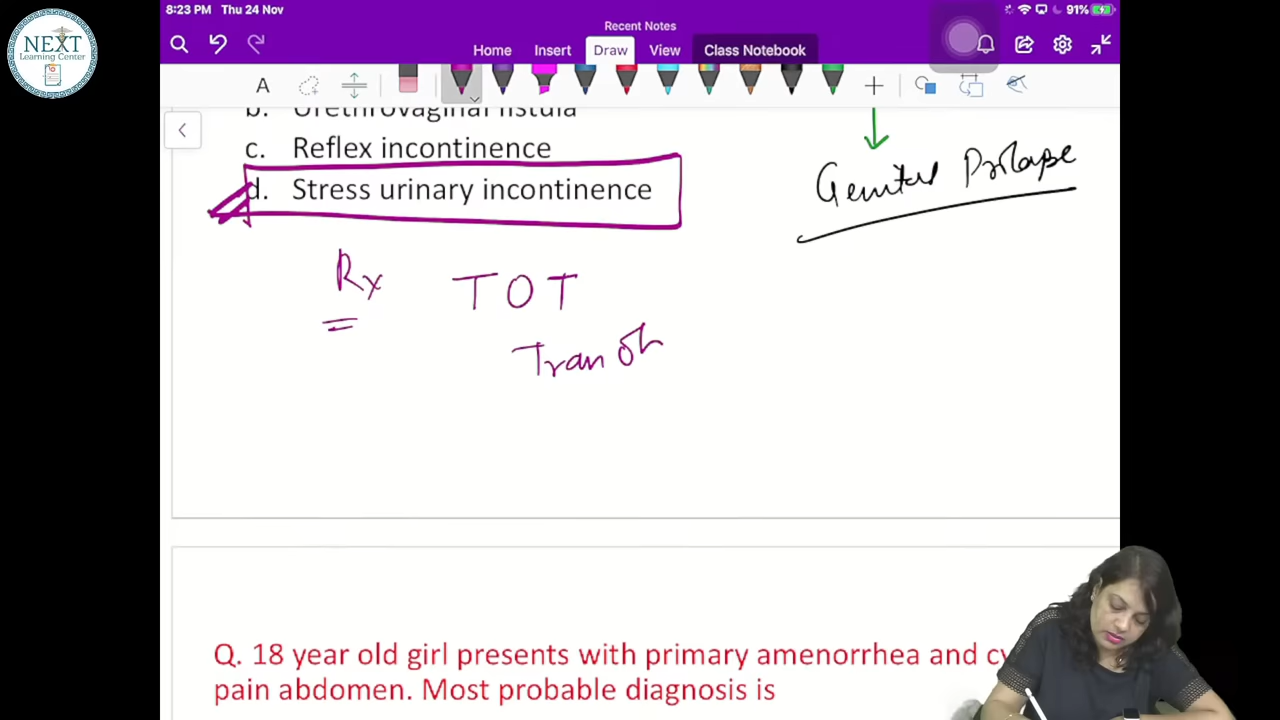 8:23 PM Thu 24 Nov
Recent Notes
91%
NEXT
Learning Center
Home Insert Draw View Class Notebook
A
b. Urethrovaginal fistula
c. Reflex incontinence
d. Stress urinary incontinence
Genital Prolapse
Rx TOT
Tran Ob
Q. 18 year old girl presents with primary amenorrhea and cy
pain abdomen. Most probable diagnosis is